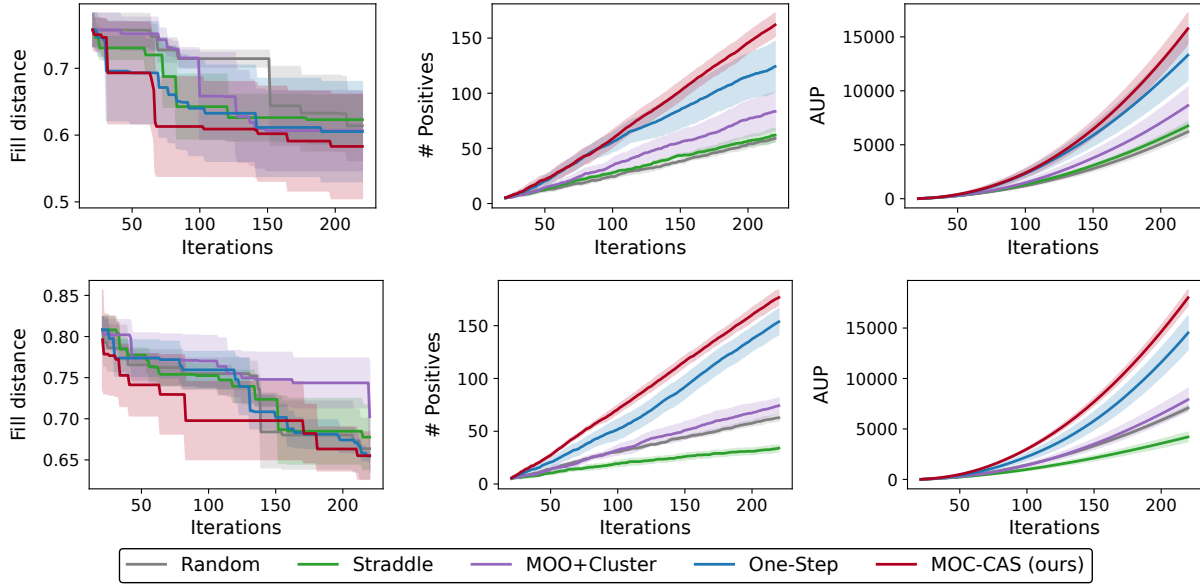 Fill distance
0.7
0.6
0.5
50 100 150 200
Iterations
# Positives
150
100
50
0
50 100 150 200
Iterations
AUP
15000
10000
5000
0
50 100 150 200
Iterations
Fill distance
0.85
0.80
0.75
0.70
0.65
50 100 150 200
Iterations
# Positives
150
100
50
0
50 100 150 200
Iterations
AUP
15000
10000
5000
0
50 100 150 200
Iterations
Random Straddle MOO+Cluster One-Step MOC-CAS (ours)